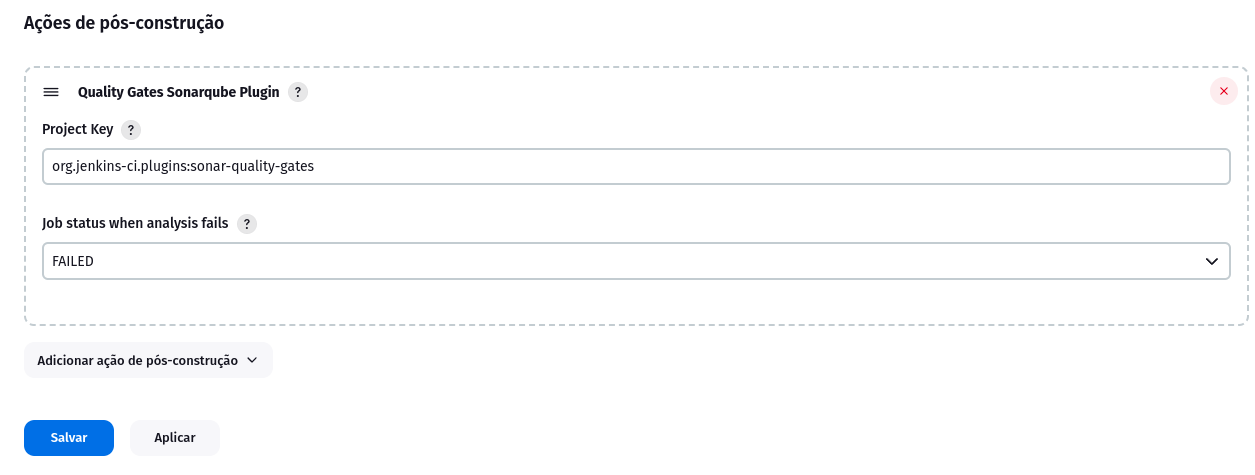 Ações de pós-construção
Quality Gates Sonarqube Plugin ?
Project Key ?
org.jenkins-ci.plugins:sonar-quality-gates
Job status when analysis fails ?
FAILED
Adicionar ação de pós-construção
Salvar Aplicar